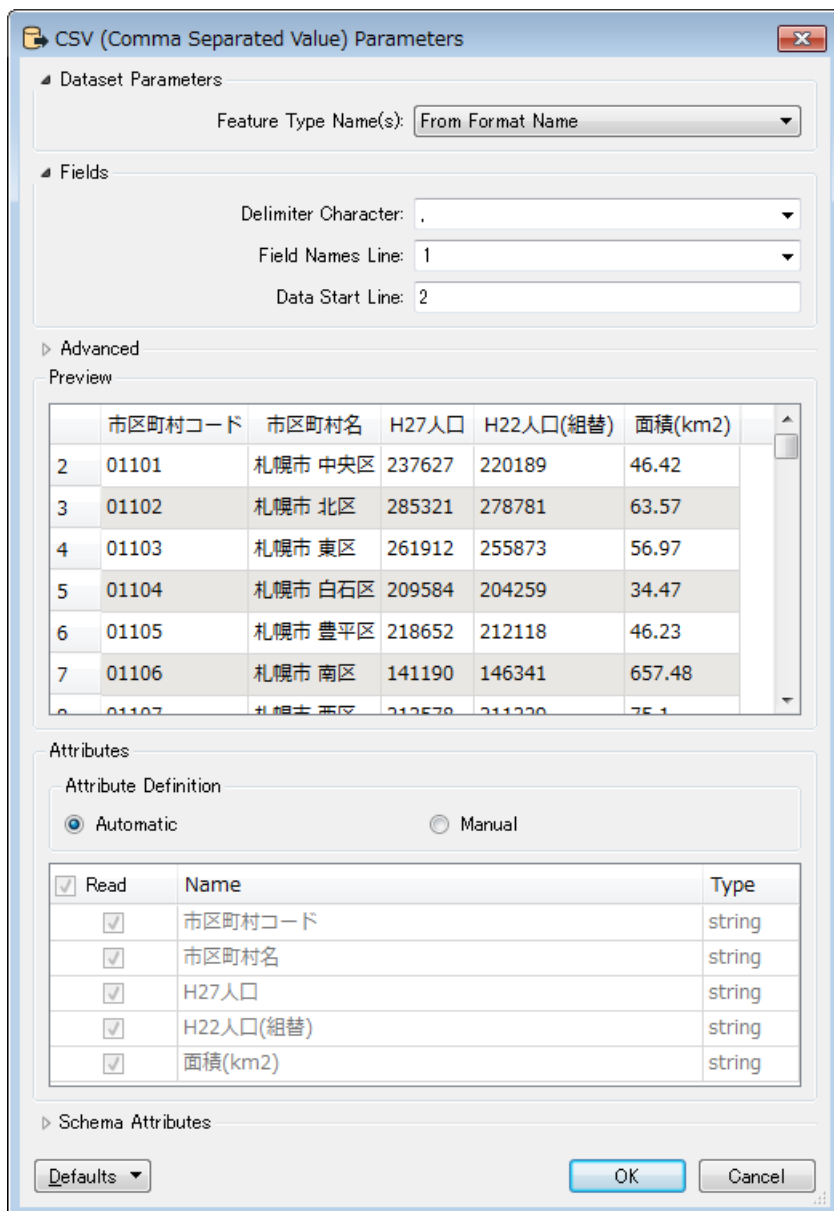 CSV (Comma Separated Value) Parameters
Dataset Parameters
Feature Type Name(s): From Format Name
Fields
Delimiter Character: ,
Field Names Line: 1
Data Start Line: 2
Advanced
Preview
市区町村コード 市区町村名 H27人口 H22人口(組替) 面積(km2)
2 01101 札幌市 中央区 237627 220189 46.42
3 01102 札幌市 北区 285321 278781 63.57
4 01103 札幌市 東区 261912 255873 56.97
5 01104 札幌市 白石区 209584 204259 34.47
6 01105 札幌市 豊平区 218652 212118 46.23
7 01106 札幌市 南区 141190 146341 657.48
Attributes
Attribute Definition
Automatic Manual
Read Name Type
市区町村コード string
市区町村名 string
H27人口 string
H22人口(組替) string
面積(km2) string
Schema Attributes
Defaults OK Cancel